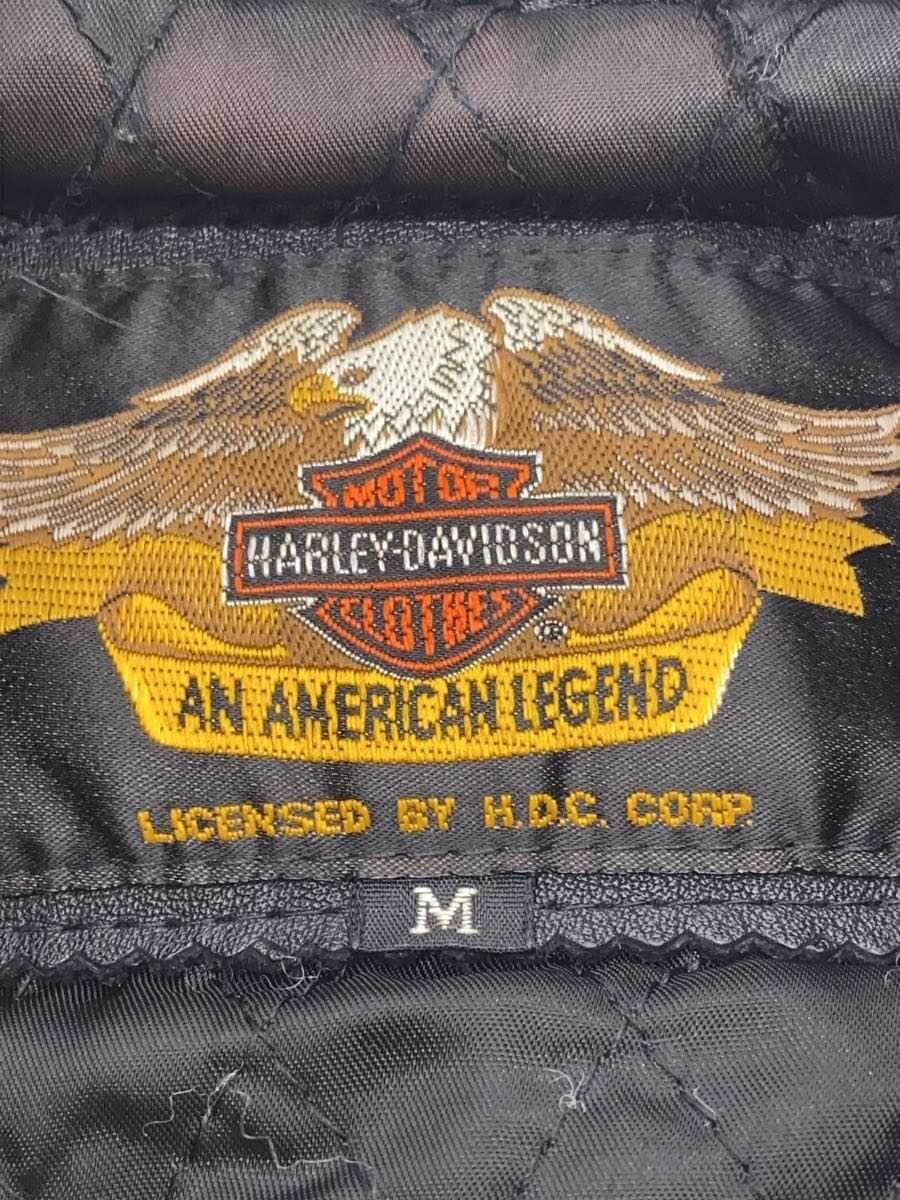 MOTOR
HARLEY-DAVIDSON
CLOTHES
®
AN AMERICAN LEGEND
LICENSED BY H.D.C. CORP.
M